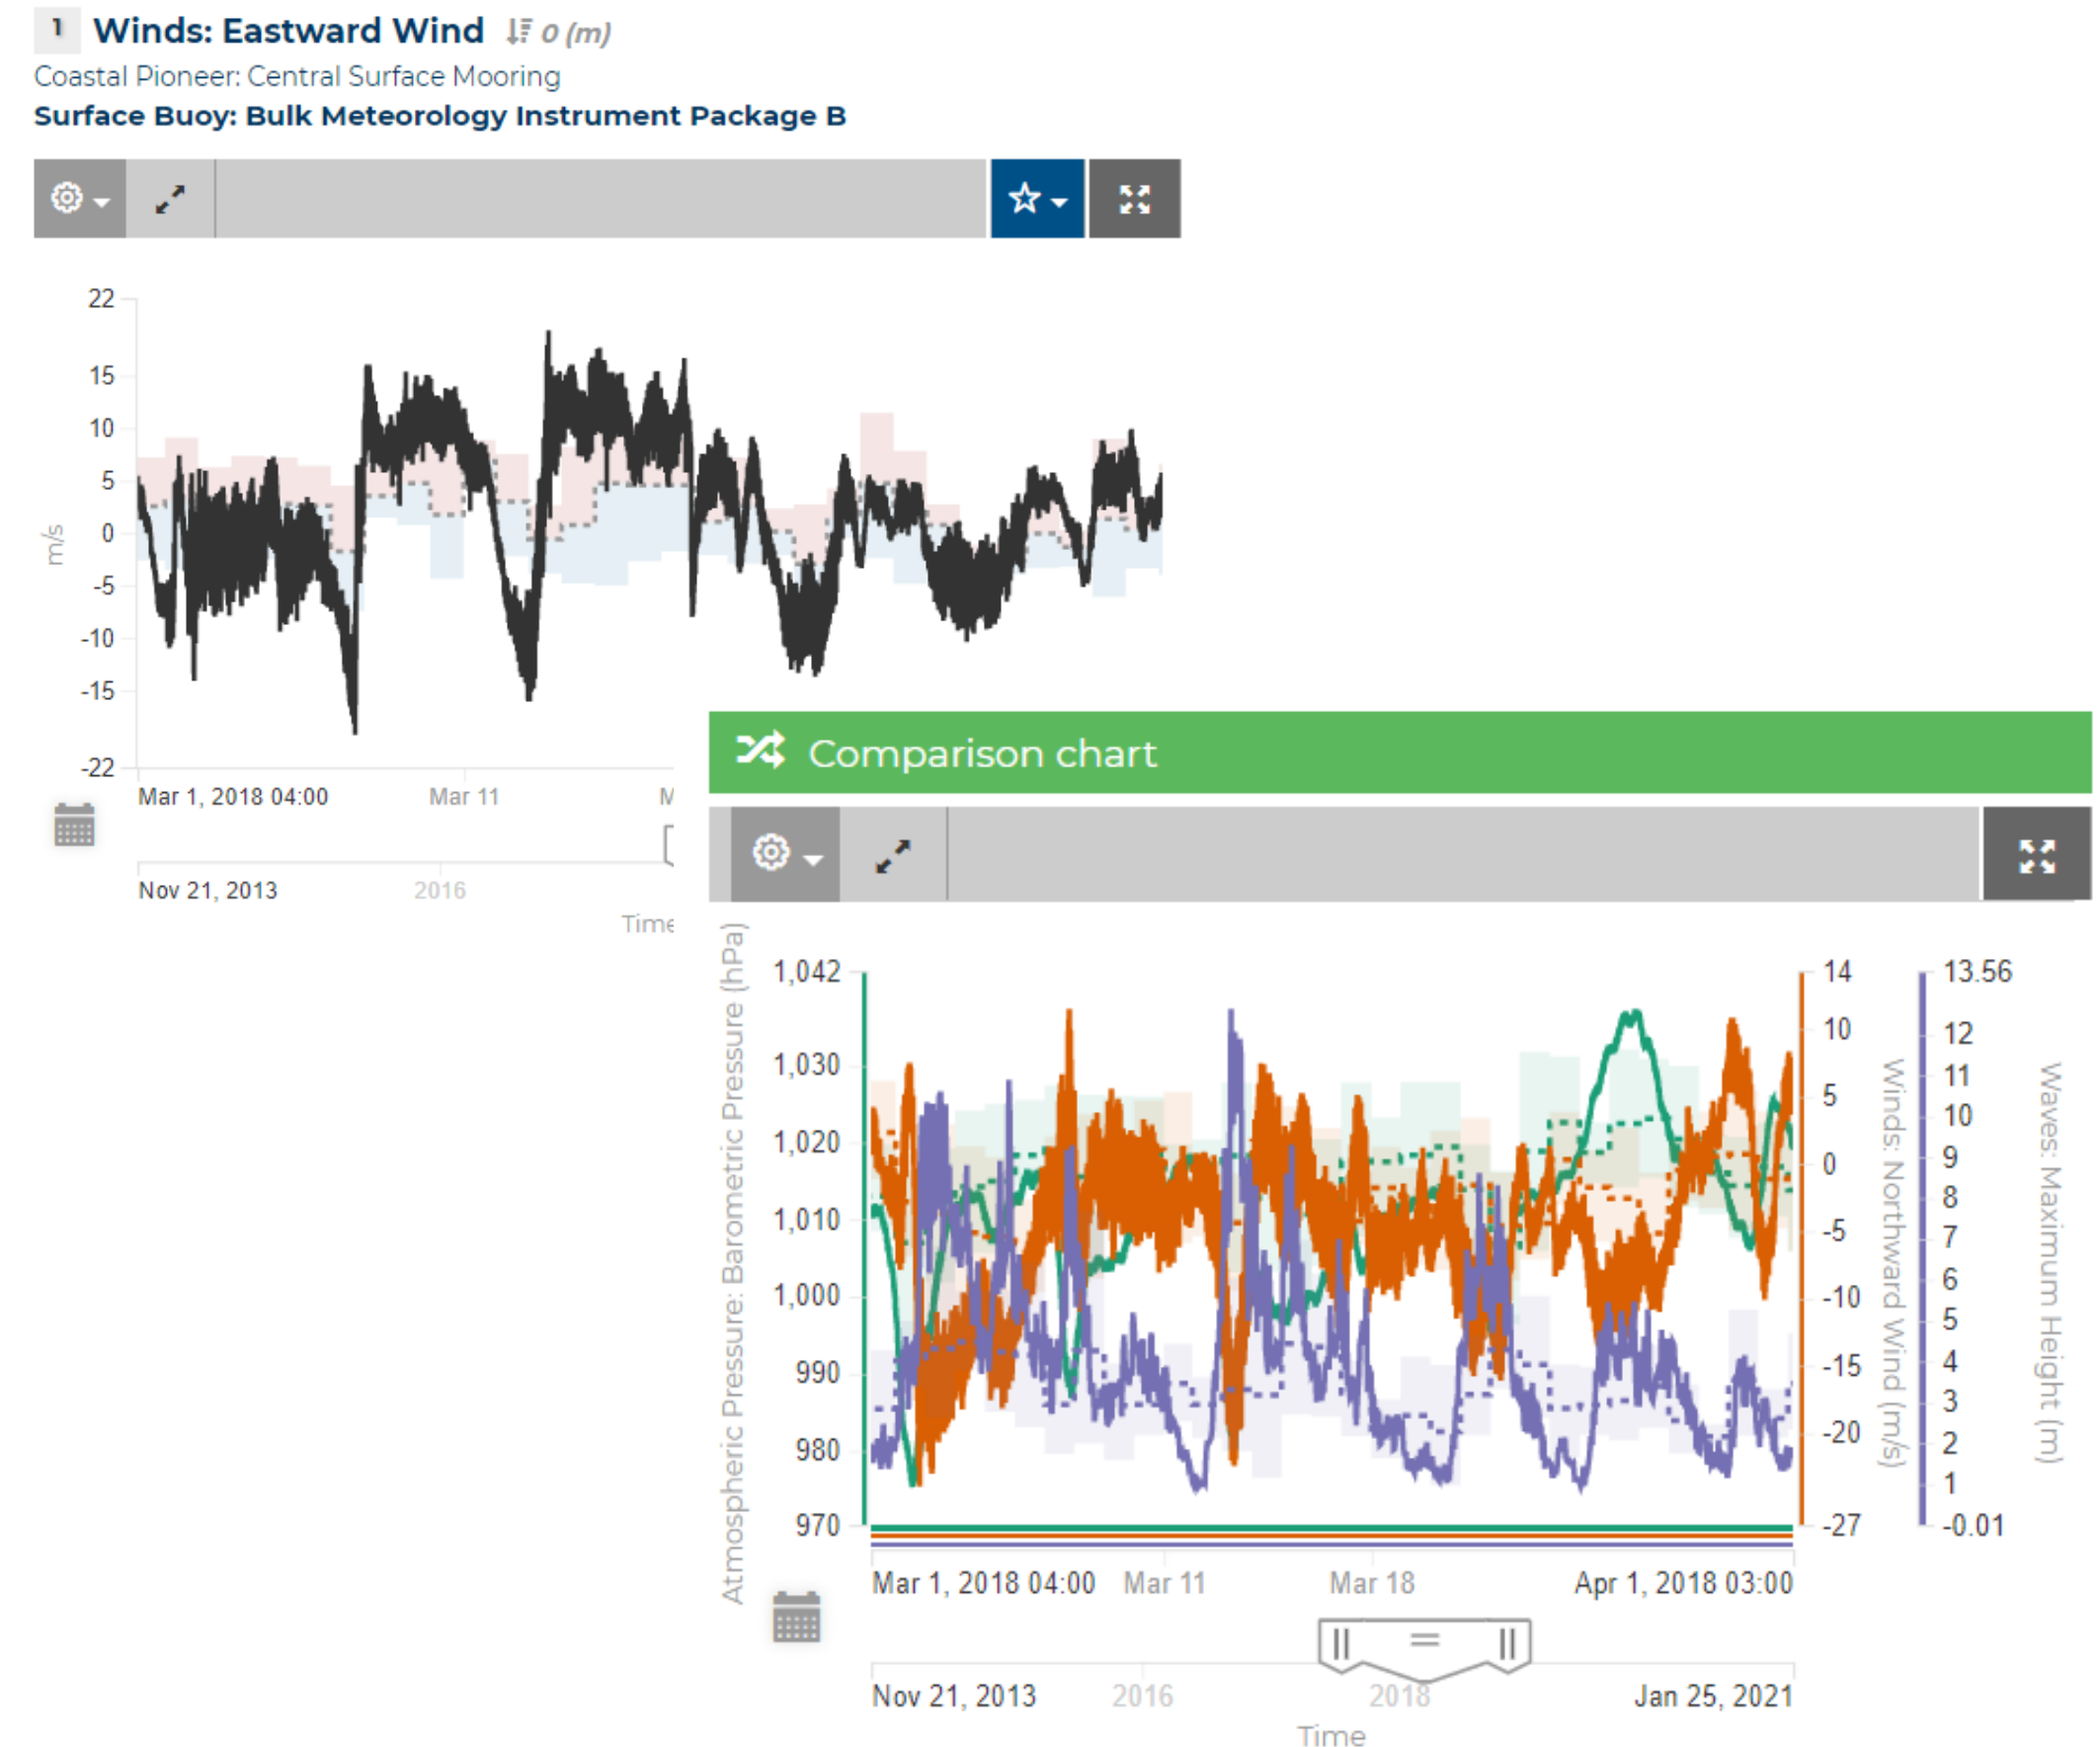 1 Winds: Eastward Wind 0 (m)
Coastal Pioneer: Central Surface Mooring
Surface Buoy: Bulk Meteorology Instrument Package B
22
15
10
5
0
-5
-10
-15
-22
m/s
Mar 1, 2018 04:00 Mar 11 M
Nov 21, 2013 2016
Time
Comparison chart
Atmospheric Pressure: Barometric Pressure (hPa)
1,042
1,030
1,020
1,010
1,000
990
980
970
14
10
5
0
-5
-10
-15
-20
-27
Winds: Northward Wind (m/s)
13.56
12
11
10
9
8
7
6
5
4
3
2
1
-0.01
Waves: Maximum Height (m)
Mar 1, 2018 04:00 Mar 11 Mar 18 Apr 1, 2018 03:00
Nov 21, 2013 2016 2018 Jan 25, 2021
Time